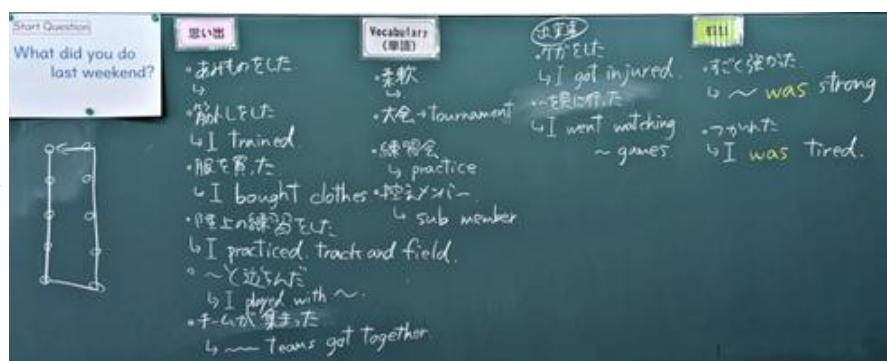 Start Question
What did you do
last weekend?
思い出
・あみものをした
↳
・筋トレをした
↳ I trained.
・服を買った
↳ I bought clothes
・陸上の練習をした
↳ I practiced track and field.
・〜と遊んだ
↳ I played with 〜.
・チームが集まった
↳ 〜 teams got together.
Vocabulary
(単語)
・柔軟
↳
・大会→tournament
・練習会
↳ practice
・控えメンバー
↳ sub member
出来事
・ケガをした
↳ I got injured.
・〜を見に行った
↳ I went watching
〜 games.
・すごく強かった
↳ 〜 was strong
・つかれた
↳ I was tired.